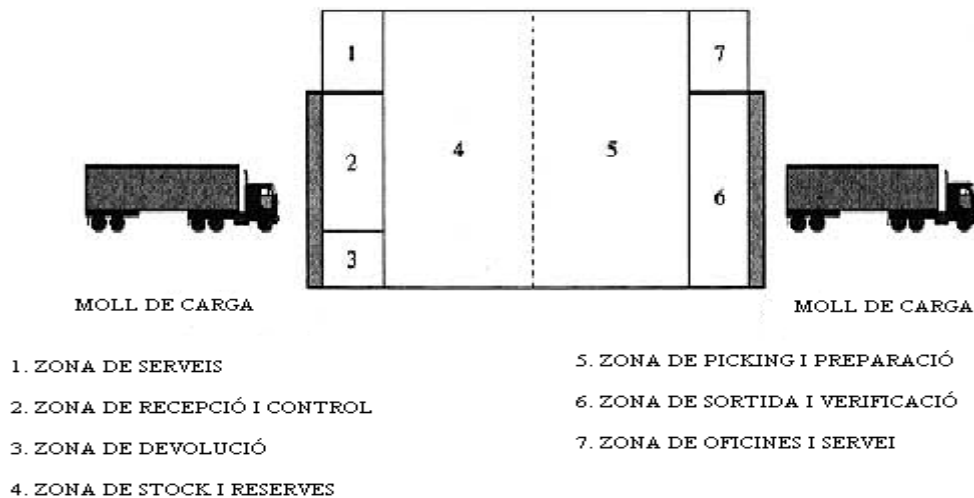 1
7
2
4
5
6
3
MOLL DE CARGA
MOLL DE CARGA
1. ZONA DE SERVEIS
2. ZONA DE RECEPCIÓ I CONTROL
3. ZONA DE DEVOLUCIÓ
4. ZONA DE STOCK I RESERVES
5. ZONA DE PICKING I PREPARACIÓ
6. ZONA DE SORTIDA I VERIFICACIÓ
7. ZONA DE OFICINES I SERVEI